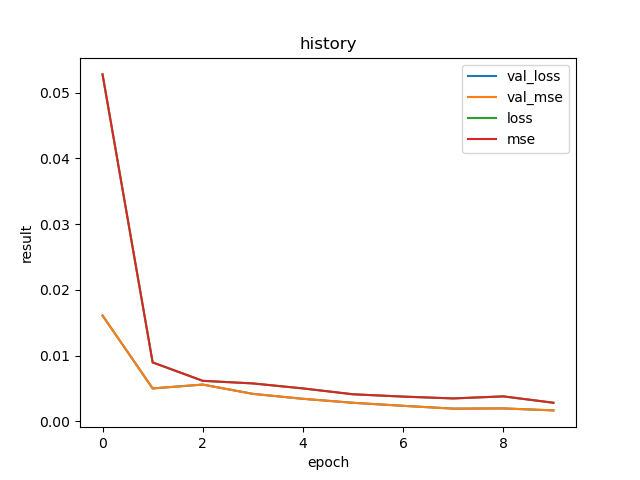 history
0.05
0.04
0.03
0.02
0.01
0.00
result
0 2 4 6 8
epoch
val_loss
val_mse
loss
mse